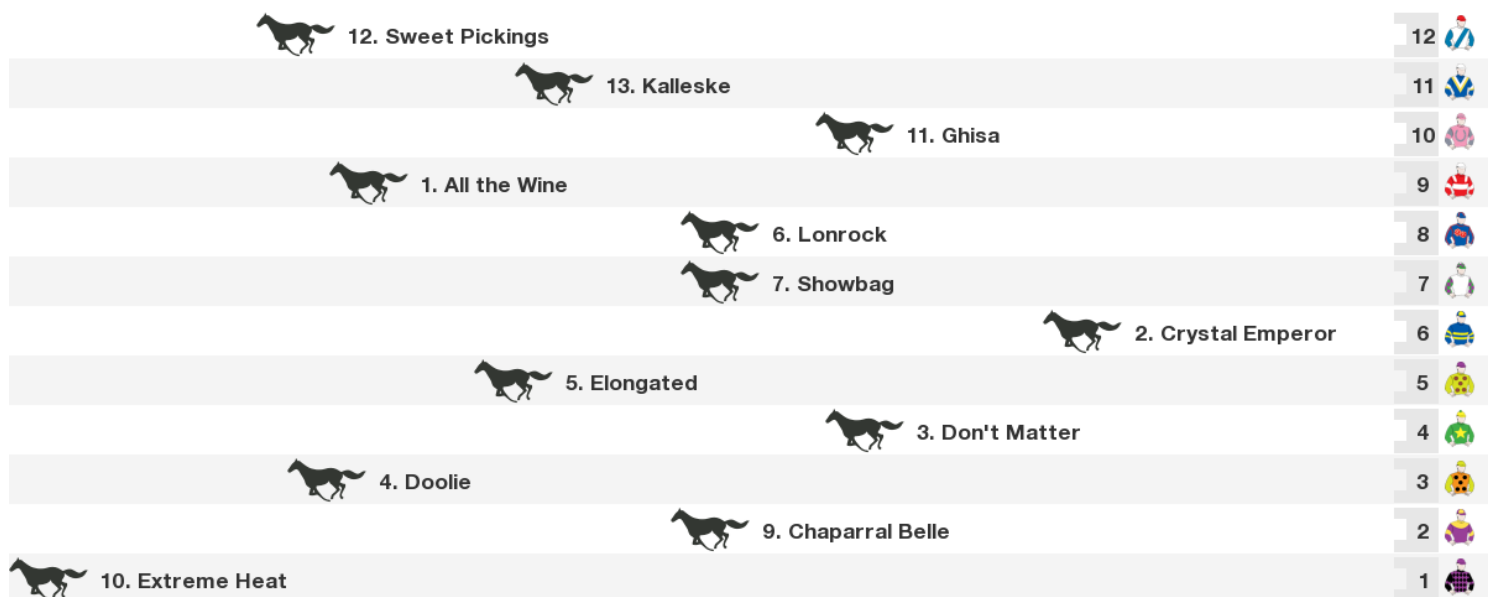 12. Sweet Pickings 12
13. Kalleske 11
11. Ghisa 10
1. All the Wine 9
6. Lonrock 8
7. Showbag 7
2. Crystal Emperor 6
5. Elongated 5
3. Don't Matter 4
4. Doolie 3
9. Chaparral Belle 2
10. Extreme Heat 1